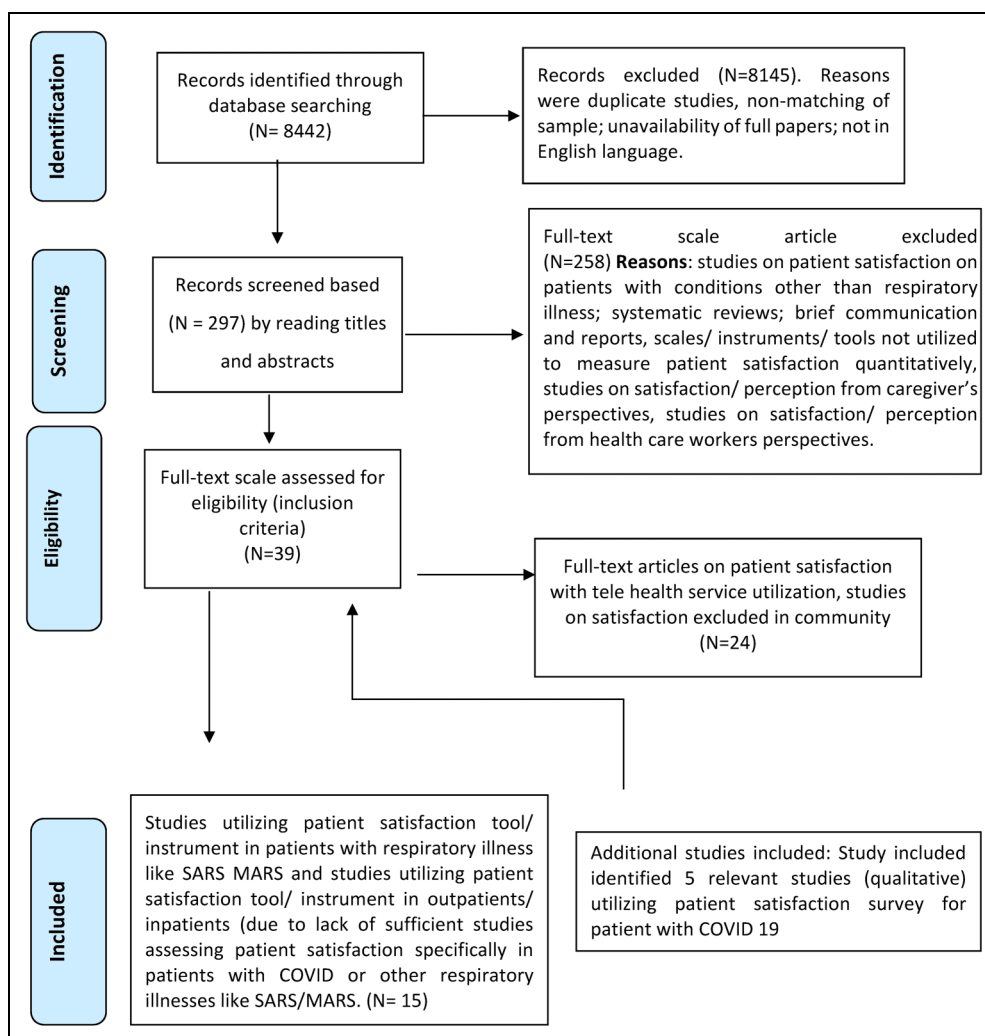 Identification
Records identified through
database searching
(N= 8442)
Records excluded (N=8145). Reasons
were duplicate studies, non-matching of
sample; unavailability of full papers; not in
English language.
Screening
Records screened based
(N = 297) by reading titles
and abstracts
Full-text scale article excluded
(N=258) Reasons: studies on patient satisfaction on
patients with conditions other than respiratory
illness; systematic reviews; brief communication
and reports, scales/ instruments/ tools not utilized
to measure patient satisfaction quantitatively,
studies on satisfaction/ perception from caregiver’s
perspectives, studies on satisfaction/ perception
from health care workers perspectives.
Eligibility
Full-text scale assessed for
eligibility (inclusion
criteria)
(N=39)
Full-text articles on patient satisfaction
with tele health service utilization, studies
on satisfaction excluded in community
(N=24)
Included
Studies utilizing patient satisfaction tool/
instrument in patients with respiratory illness
like SARS MARS and studies utilizing patient
satisfaction tool/ instrument in outpatients/
inpatients (due to lack of sufficient studies
assessing patient satisfaction specifically in
patients with COVID or other respiratory
illnesses like SARS/MARS. (N= 15)
Additional studies included: Study included
identified 5 relevant studies (qualitative)
utilizing patient satisfaction survey for
patient with COVID 19